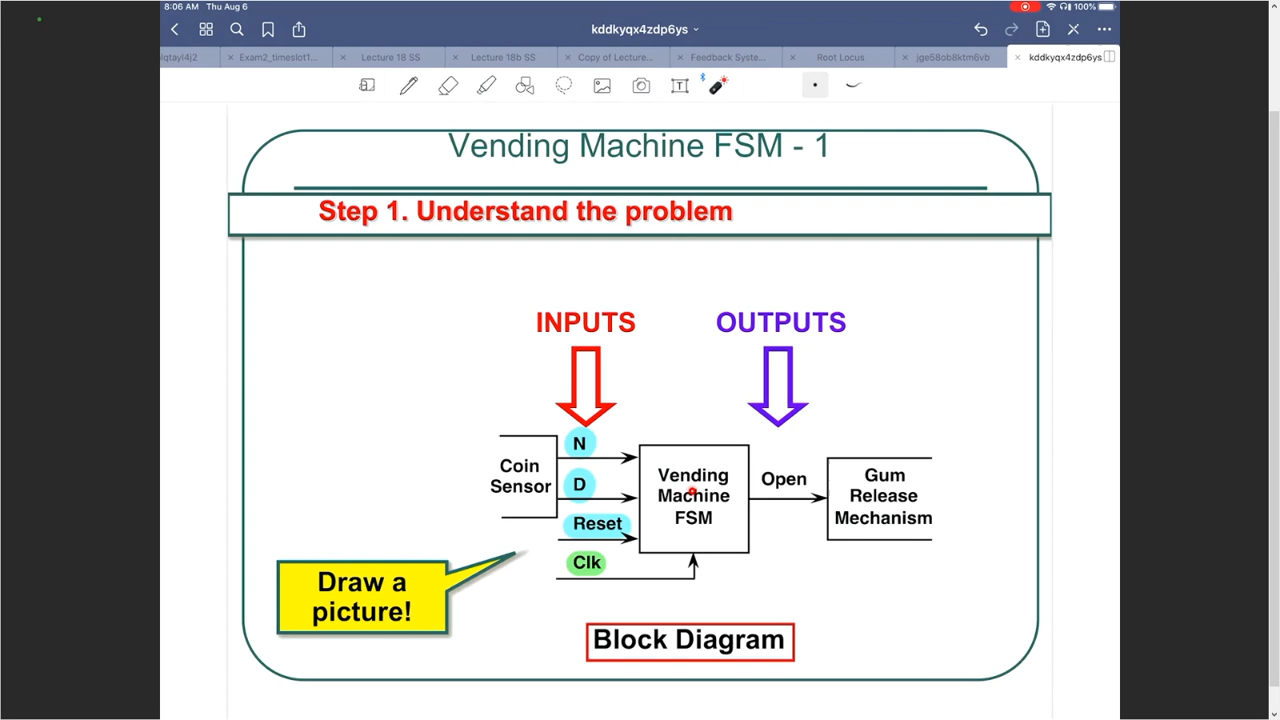 8:06 AM Thu Aug 6
100%
kddkyqx4zdp6ys
lqtayl4j2
Exam2_timeslot1...
Lecture 18 SS
Lecture 18b SS
Copy of Lecture...
Feedback Syste...
Root Locus
jge58ob8ktm6vb
kddkyqx4zdp6ys
T
Vending Machine FSM - 1
Step 1. Understand the problem
INPUTS
OUTPUTS
Coin
Sensor
N
D
Reset
Clk
Vending
Machine
FSM
Open
Gum
Release
Mechanism
Draw a
picture!
Block Diagram